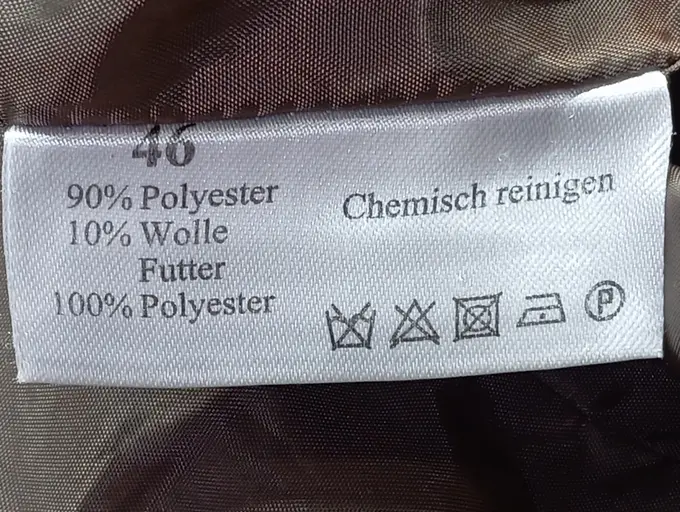 46
90% Polyester
10% Wolle
Futter
100% Polyester
Chemisch reinigen
P